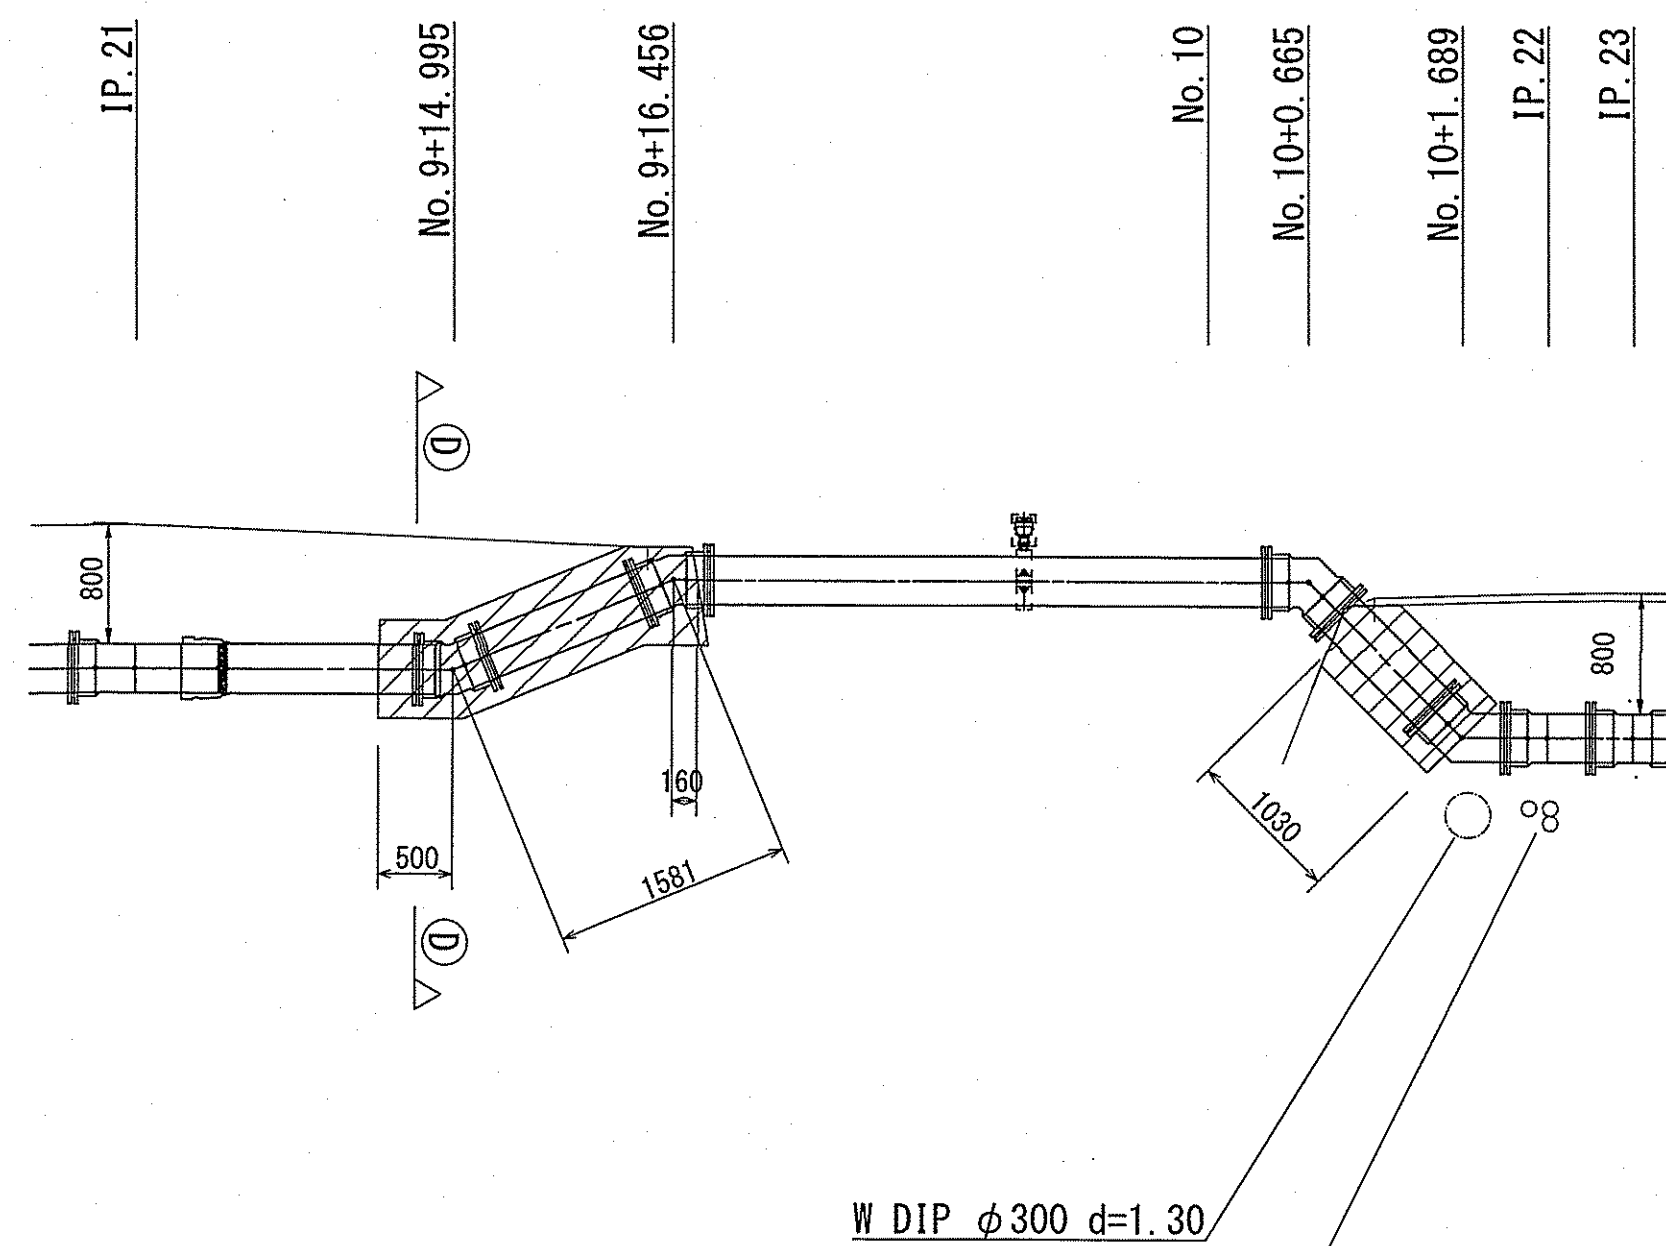 IP. 21
No. 9+14. 995
No. 9+16. 456
No. 10
No. 10+0. 665
No. 10+1. 689
IP. 22
IP. 23
D
800
800
160
1030
500
1581
D
W DIP φ300 d=1. 30